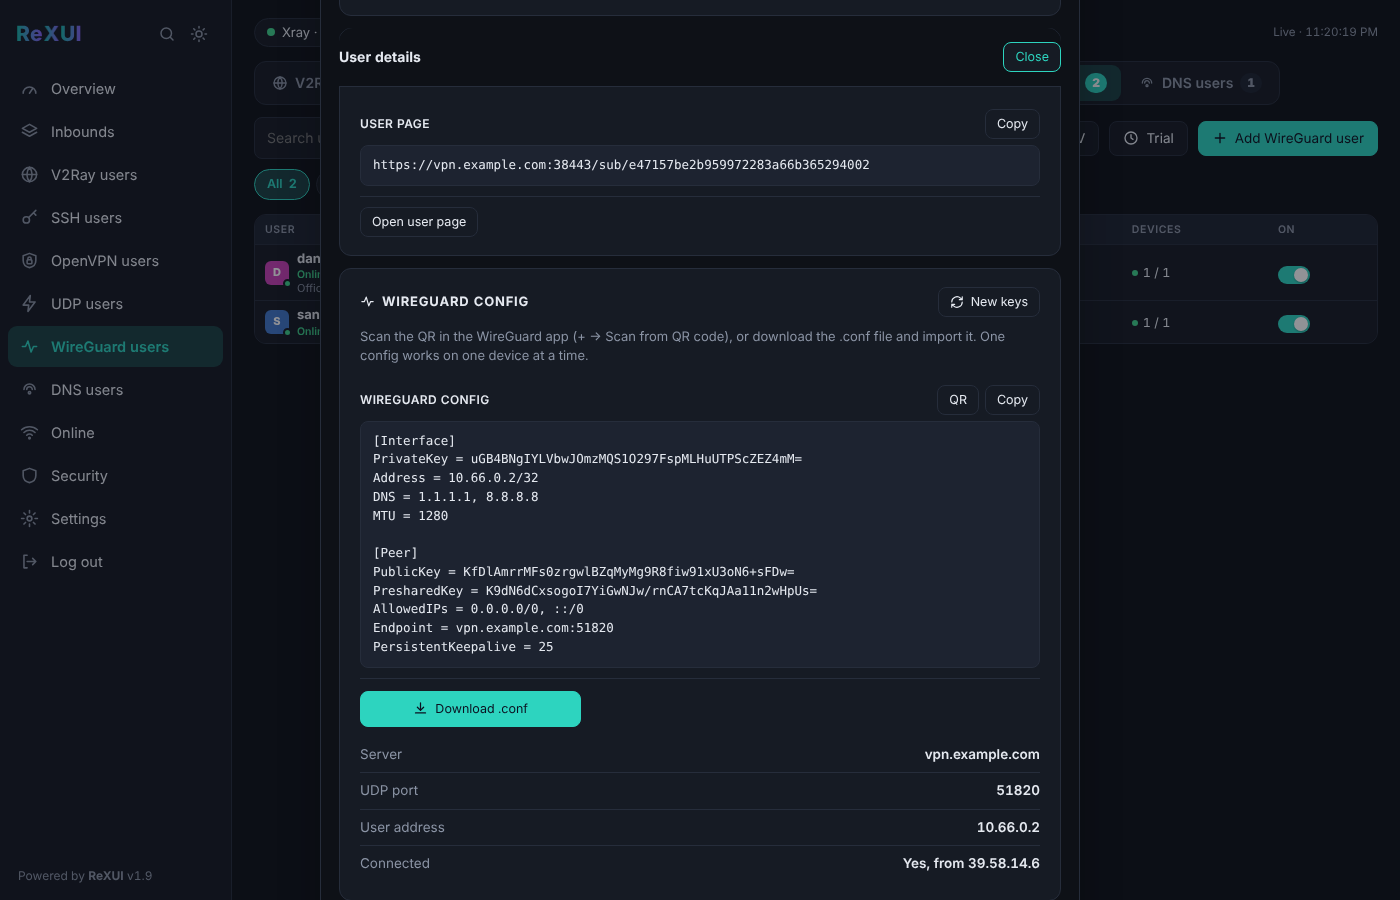 ReXUI
Overview
Inbounds
V2Ray users
SSH users
OpenVPN users
UDP users
WireGuard users
DNS users
Online
Security
Settings
Log out
Powered by ReXUI v1.9
Xray ·
Live · 11:20:19 PM
2
DNS users 1
Trial
Add WireGuard user
All 2
USER
DEVICES
ON
D
1 / 1
S
1 / 1
User details
Close
USER PAGE
Copy
https://vpn.example.com:38443/sub/e47157be2b959972283a66b365294002
Open user page
WIREGUARD CONFIG
New keys
Scan the QR in the WireGuard app (+ → Scan from QR code), or download the .conf file and import it. One
config works on one device at a time.
WIREGUARD CONFIG
QR
Copy
[Interface]
PrivateKey = uGB4BNgIYLVbwJOmzMQS1O297FspMLHuUTPScZEZ4mM=
Address = 10.66.0.2/32
DNS = 1.1.1.1, 8.8.8.8
MTU = 1280
[Peer]
PublicKey = KfDlAmrrMFs0zrgwlBZqMyMg9R8fiw91xU3oN6+sFDw=
PresharedKey = K9dN6dCxsogoI7YiGwNJw/rnCA7tcKqJAa11n2wHpUs=
AllowedIPs = 0.0.0.0/0, ::/0
Endpoint = vpn.example.com:51820
PersistentKeepalive = 25
Download .conf
Server vpn.example.com
UDP port 51820
User address 10.66.0.2
Connected Yes, from 39.58.14.6